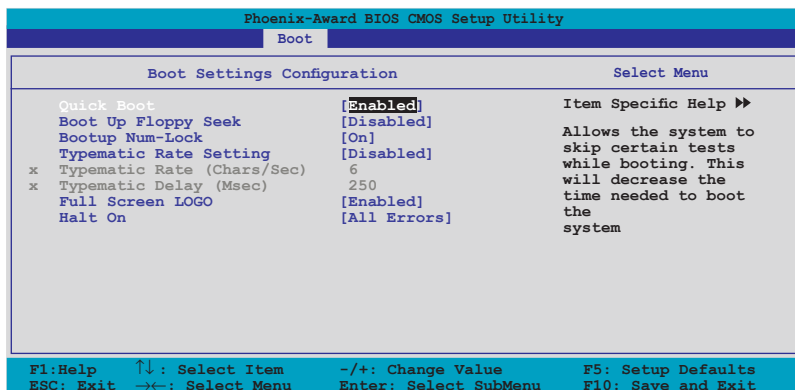 Phoenix-Award BIOS CMOS Setup Utility
Boot
Boot Settings Configuration
Select Menu
Quick Boot [Enabled]
Boot Up Floppy Seek [Disabled]
Bootup Num-Lock [On]
Typematic Rate Setting [Disabled]
x Typematic Rate (Chars/Sec) 6
x Typematic Delay (Msec) 250
Full Screen LOGO [Enabled]
Halt On [All Errors]
Item Specific Help
Allows the system to
skip certain tests
while booting. This
will decrease the
time needed to boot
the
system
F1:Help ↑↓ : Select Item -/+: Change Value F5: Setup Defaults
ESC: Exit →←: Select Menu Enter: Select SubMenu F10: Save and Exit